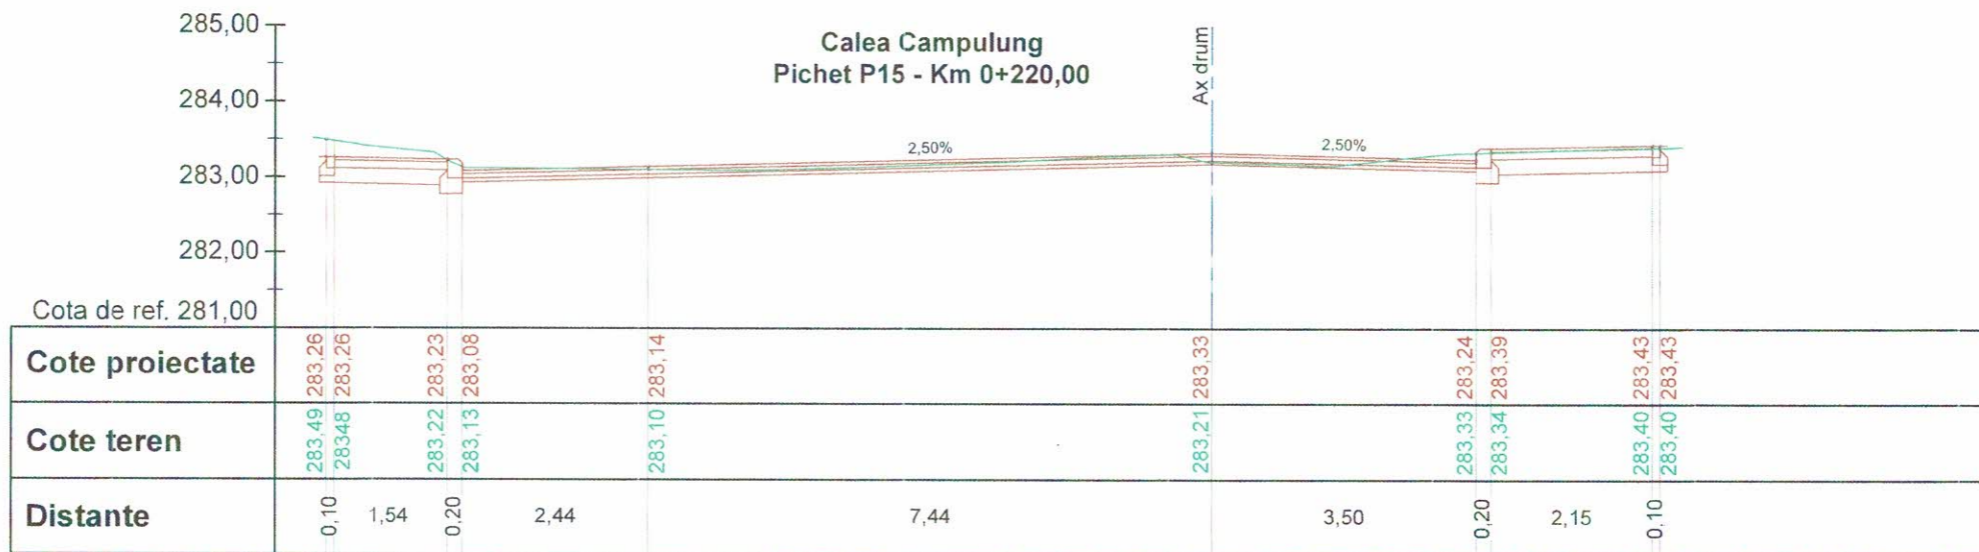 285,00
Calea Campulung
Pichet P15 - Km 0+220,00
Ax drum
284,00
2,50%
2,50%
283,00
282,00
Cota de ref. 281,00
Cote proiectate 283,26 283,26 283,23 283,08 283,14 283,33 283,24 283,39 283,43 283,43
Cote teren 283,49 28348 283,22 283,13 283,10 283,21 283,33 283,34 283,40 283,40
Distante 0,10 1,54 0,20 2,44 7,44 3,50 0,20 2,15 0,10